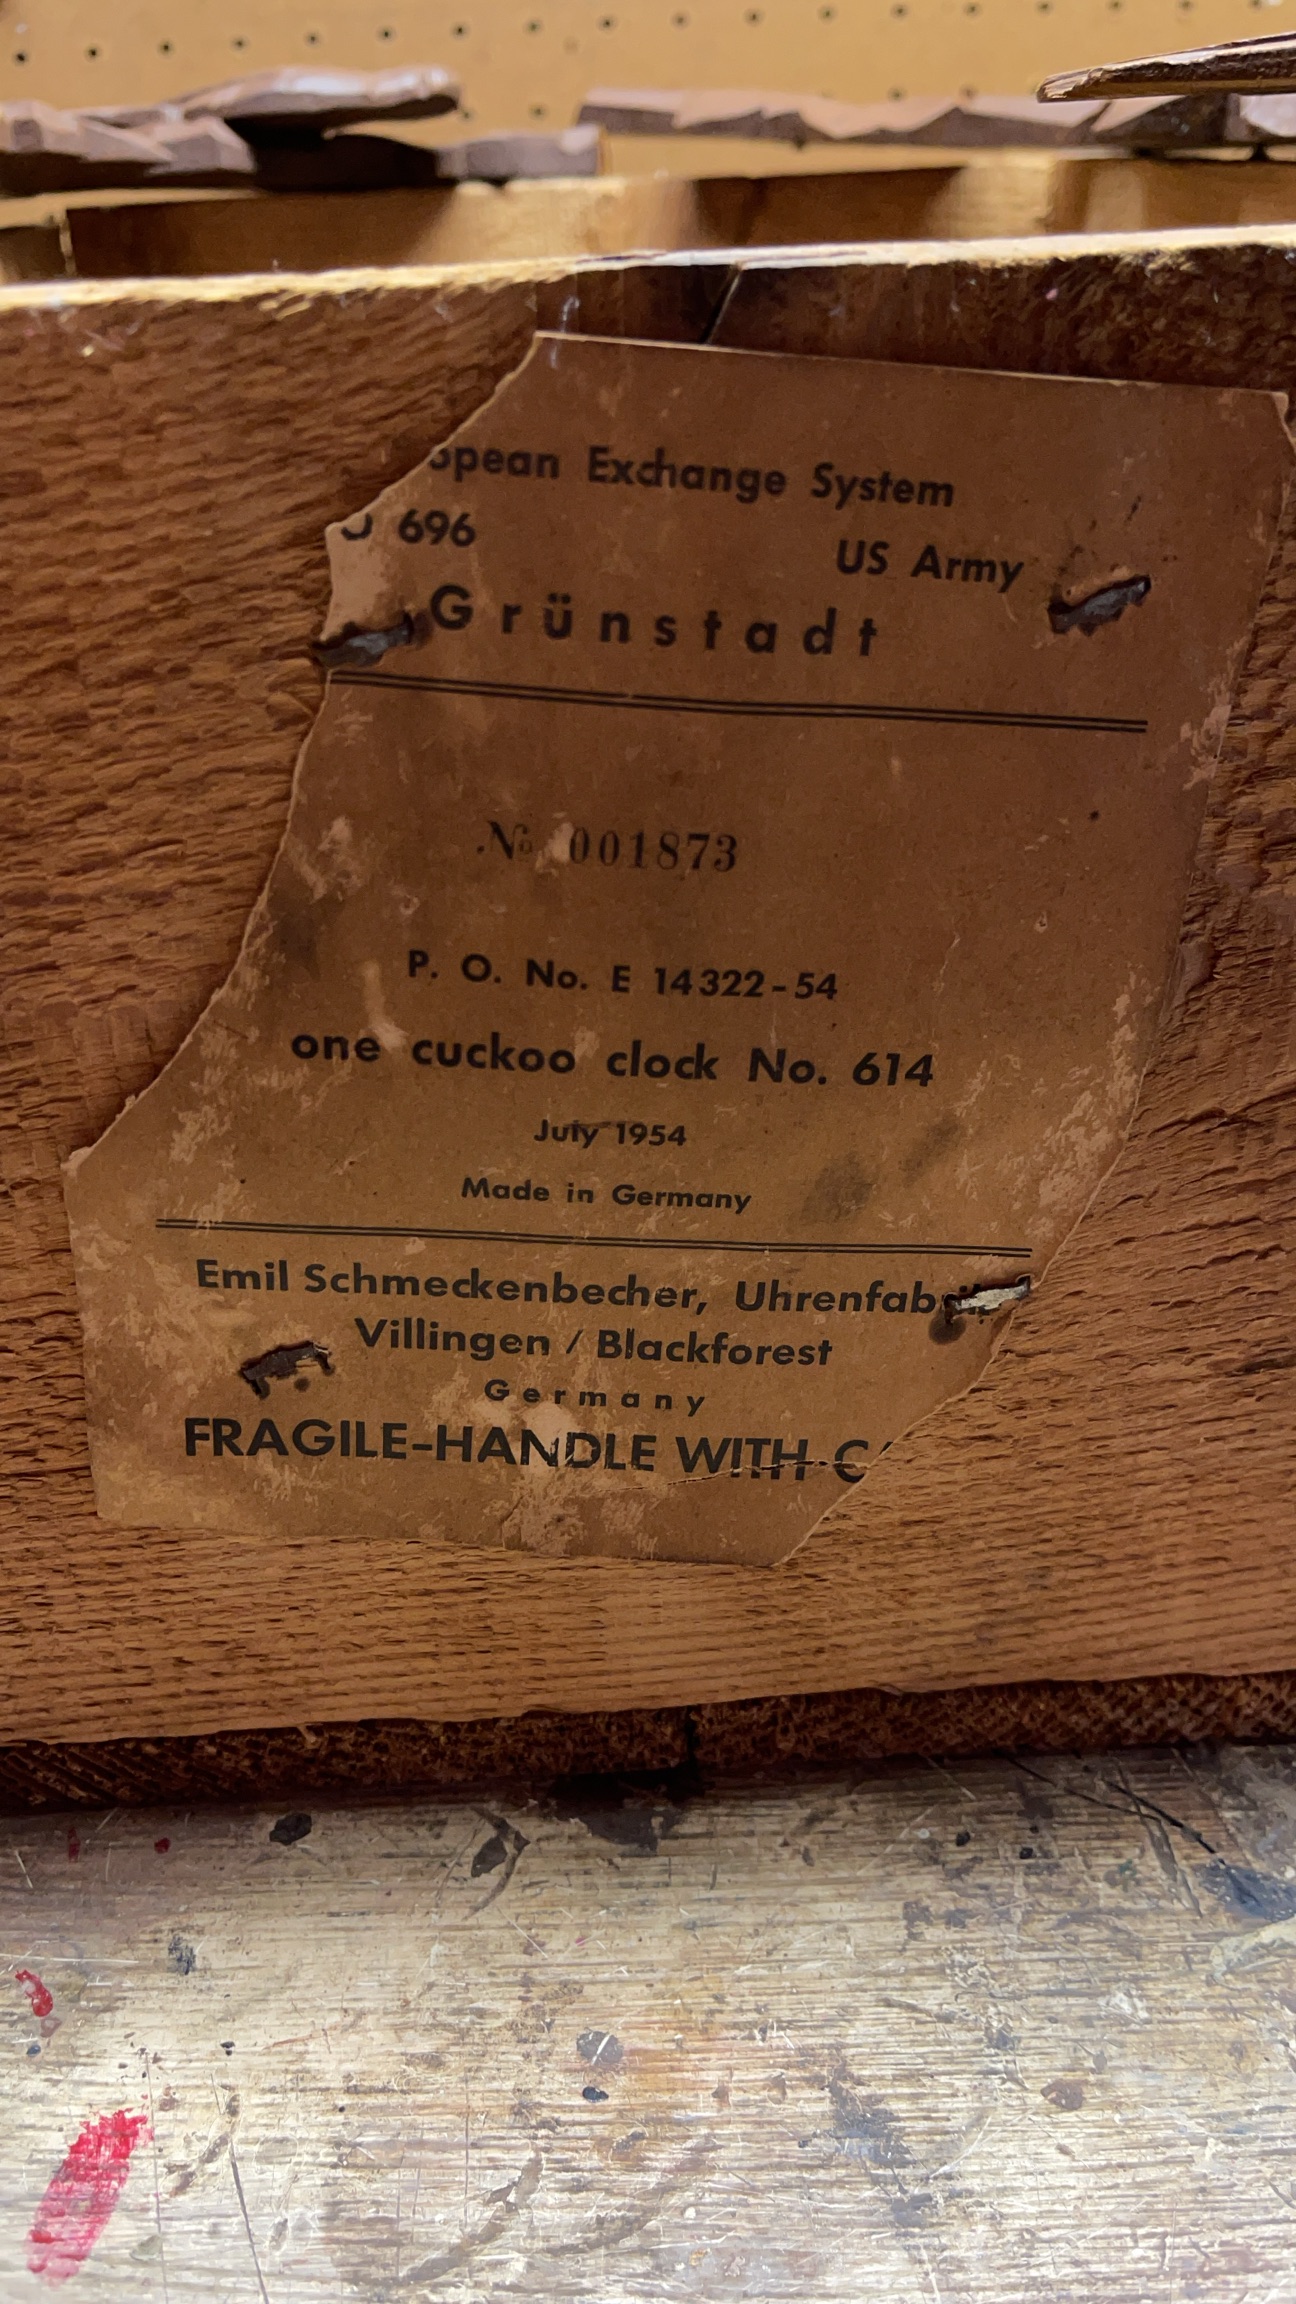 opean Exchange System
696
US Army
Grünstadt
No 001873
P. O. No. E 14322-54
one cuckoo clock No. 614
July 1954
Made in Germany
Emil Schmeckenbecher, Uhrenfabrik
Villingen / Blackforest
Germany
FRAGILE-HANDLE WITH C